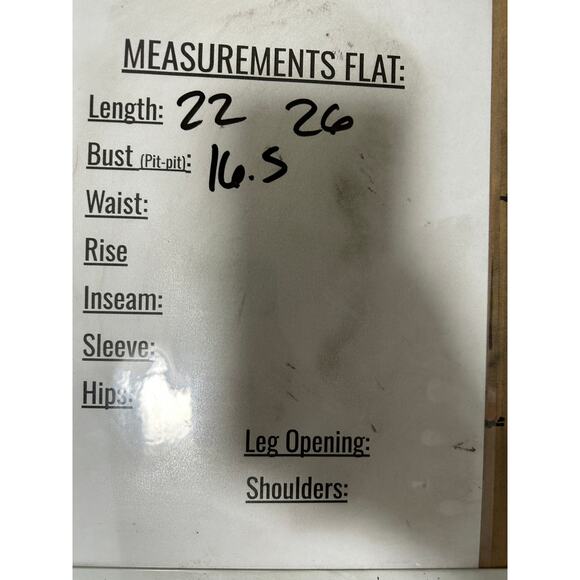 MEASUREMENTS FLAT:
Length: 22 26
Bust (Pit-pit): 16.5
Waist:
Rise
Inseam:
Sleeve:
Hips:
Leg Opening:
Shoulders: